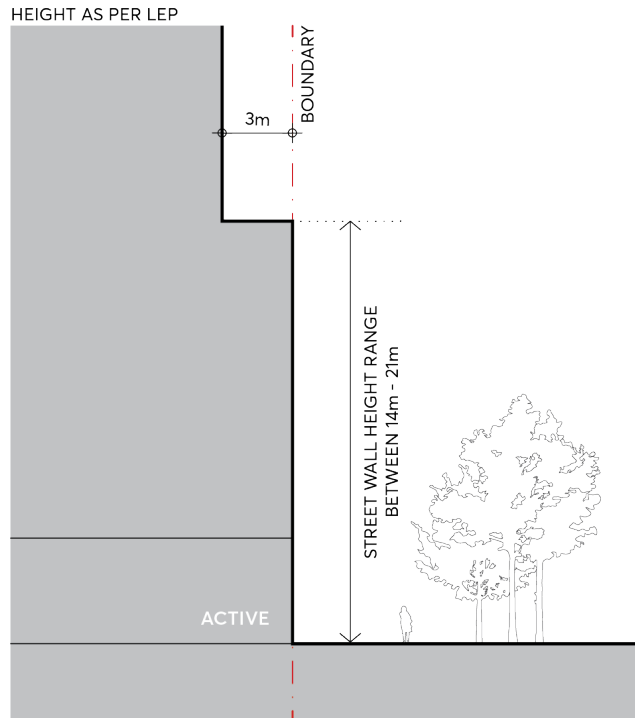 HEIGHT AS PER LEP
BOUNDARY
3m
STREET WALL HEIGHT RANGE
BETWEEN 14m - 21m
ACTIVE